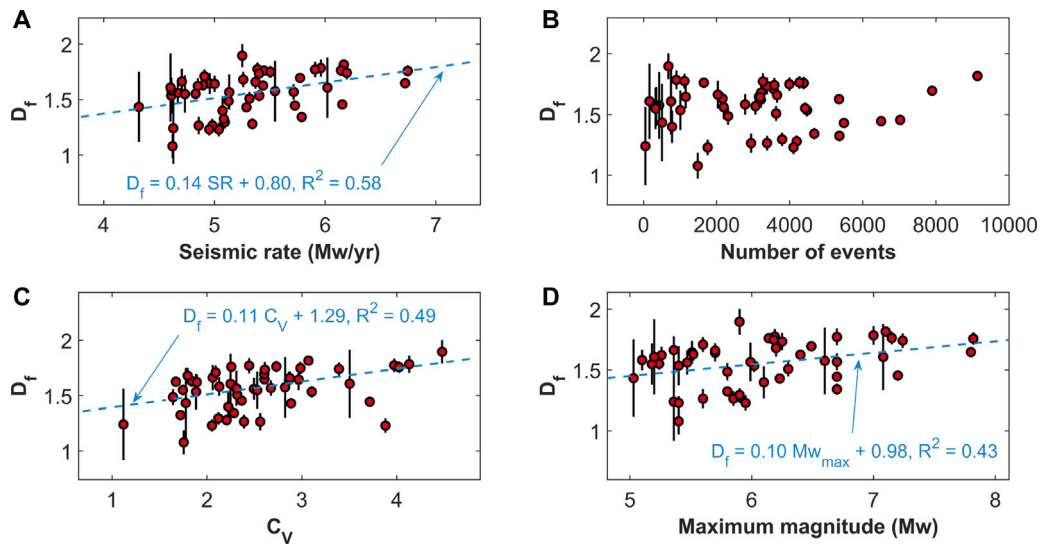 A
2
1.5
1
D_f
D_f = 0.14 SR + 0.80, R^2 = 0.58
4 5 6 7
Seismic rate (Mw/yr)
B
2
1.5
1
D_f
0 2000 4000 6000 8000 10000
Number of events
C
2
1.5
1
D_f
D_f = 0.11 C_V + 1.29, R^2 = 0.49
1 2 3 4
C_V
D
2
1.5
1
D_f
D_f = 0.10 Mw_max + 0.98, R^2 = 0.43
5 6 7 8
Maximum magnitude (Mw)